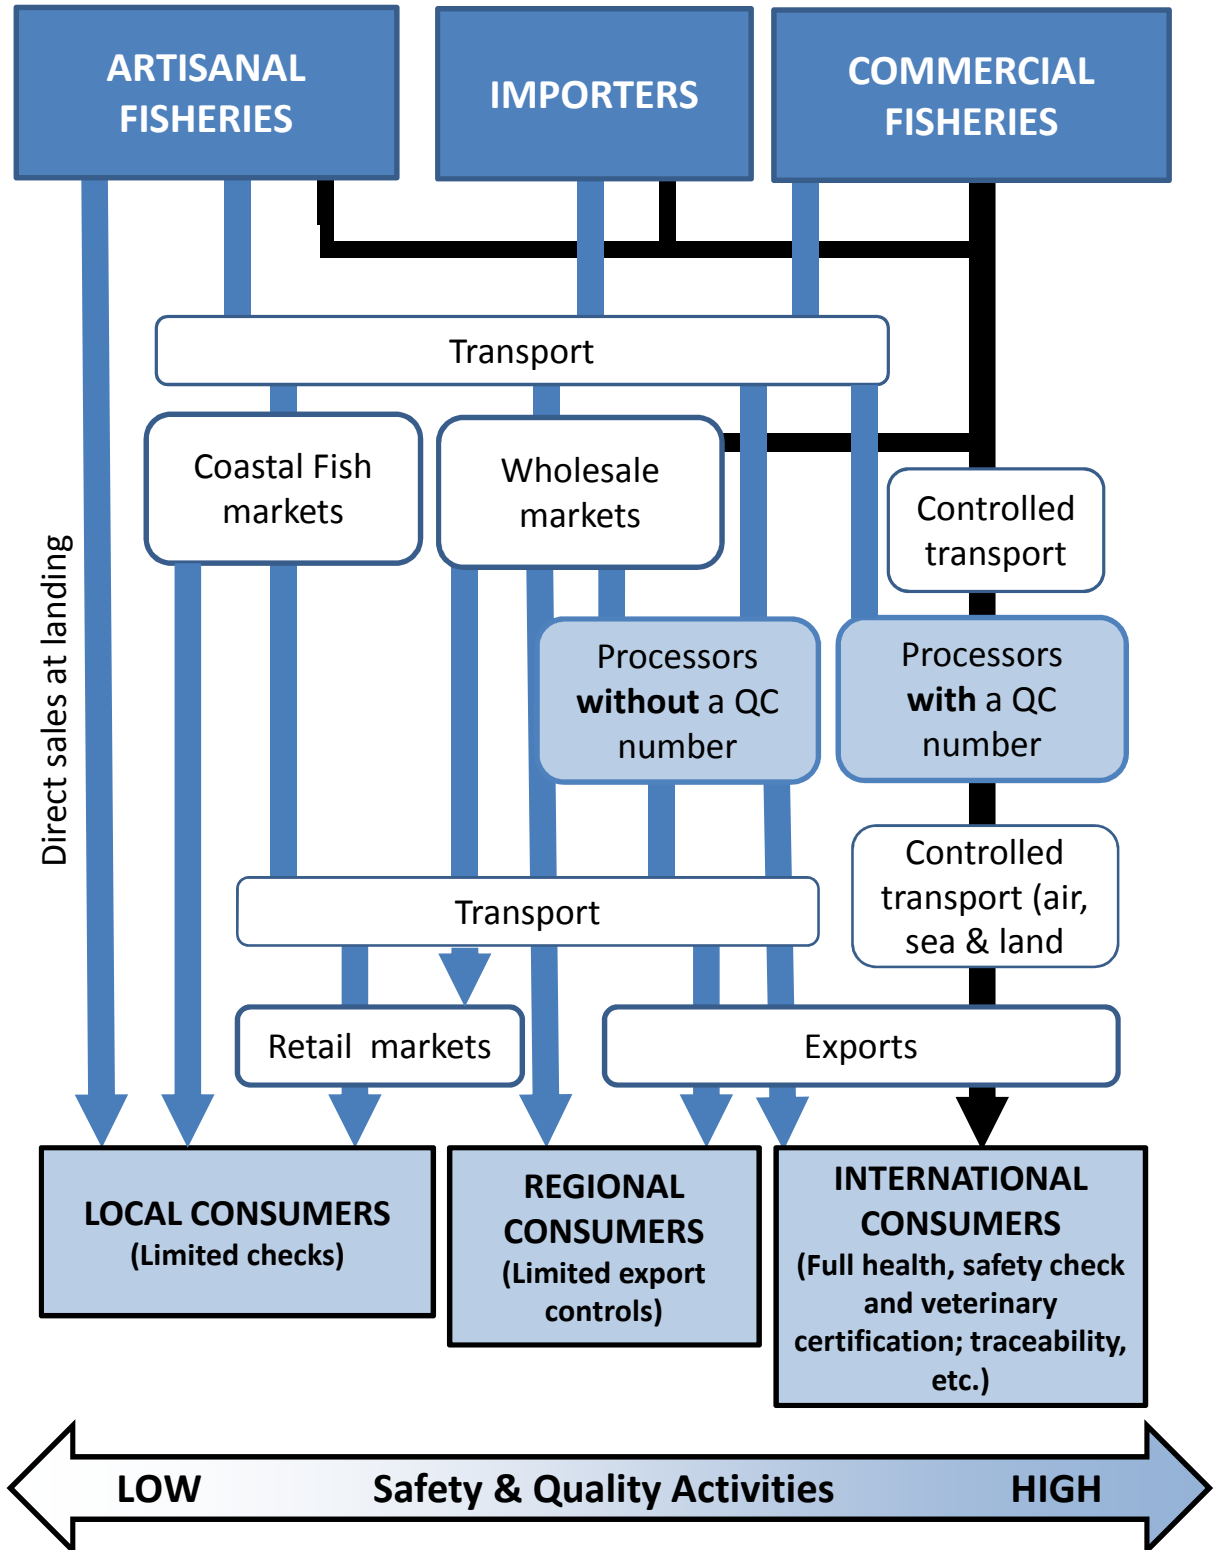 ARTISANAL
FISHERIES
IMPORTERS
COMMERCIAL
FISHERIES
Transport
Coastal Fish
markets
Wholesale
markets
Controlled
transport
Direct sales at landing
Processors
without a QC
number
Processors
with a QC
number
Controlled
transport (air,
sea & land
Transport
Retail markets
Exports
LOCAL CONSUMERS
(Limited checks)
REGIONAL
CONSUMERS
(Limited export
controls)
INTERNATIONAL
CONSUMERS
(Full health, safety check
and veterinary
certification; traceability,
etc.)
LOW Safety & Quality Activities HIGH